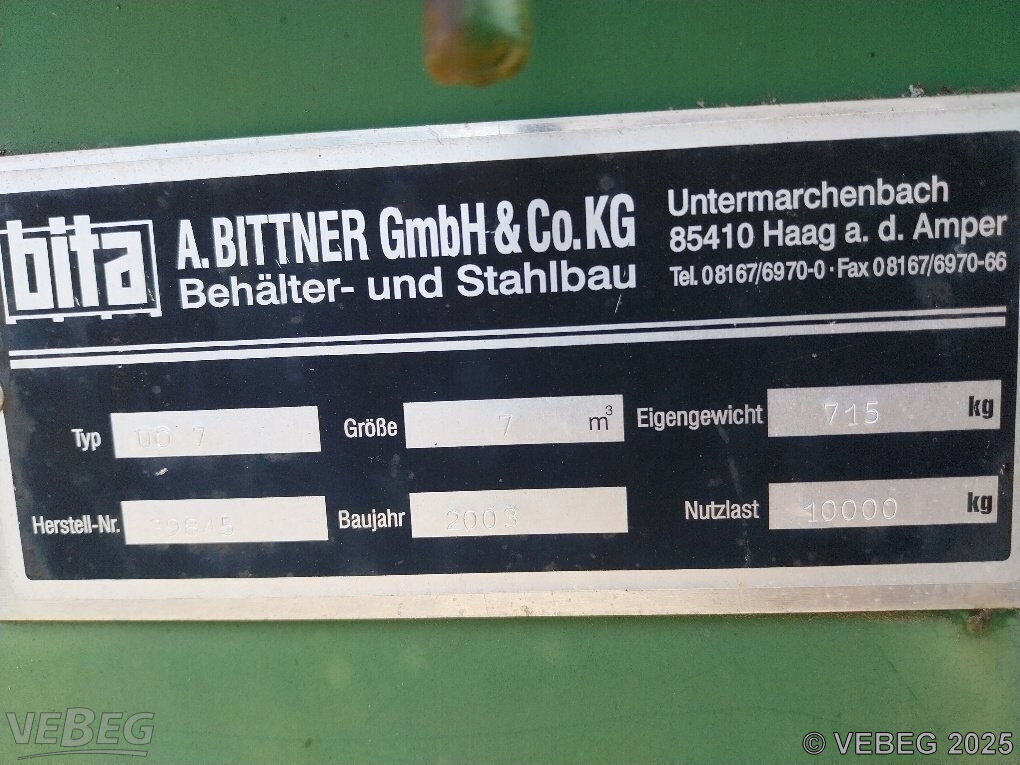 bita
A. BITTNER GmbH & Co. KG
Behälter- und Stahlbau
Untermarchenbach
85410 Haag a. d. Amper
Tel. 08167/6970-0 · Fax 08167/6970-66
Typ 7
Größe 7 m³
Eigengewicht 715 kg
Herstell-Nr.
Baujahr 2003
Nutzlast 10000 kg
VEBEG
© VEBEG 2025